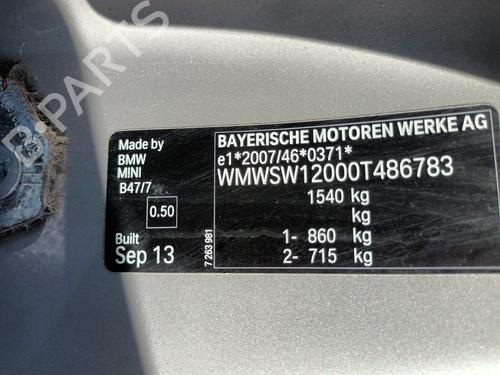 B-PARTS
Made by
BMW
MINI
B47/7
0.50
Built
Sep 13
7 263 981
BAYERISCHE MOTOREN WERKE AG
e1*2007/46*0371*
WMWSW12000T486783
1540 kg
kg
1- 860 kg
2- 715 kg